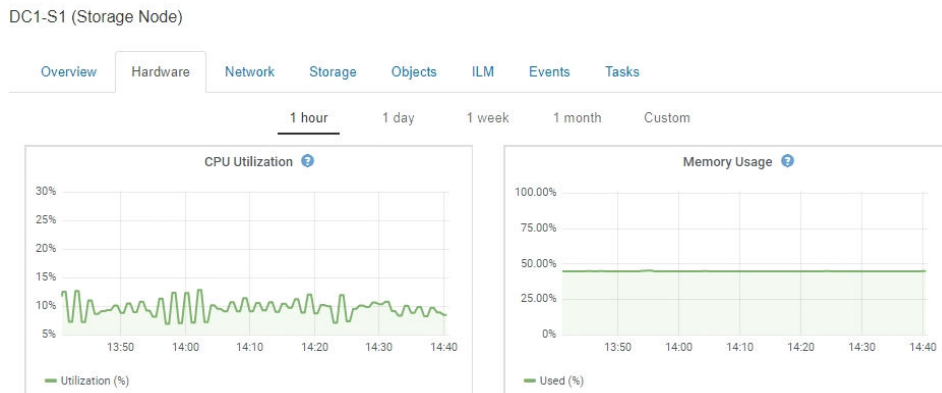 DC1-S1 (Storage Node)
Overview Hardware Network Storage Objects ILM Events Tasks
1 hour 1 day 1 week 1 month Custom
CPU Utilization ?
30%
25%
20%
15%
10%
5%
13:50 14:00 14:10 14:20 14:30 14:40
Utilization (%)
Memory Usage ?
100.00%
75.00%
50.00%
25.00%
0%
13:50 14:00 14:10 14:20 14:30 14:40
Used (%)